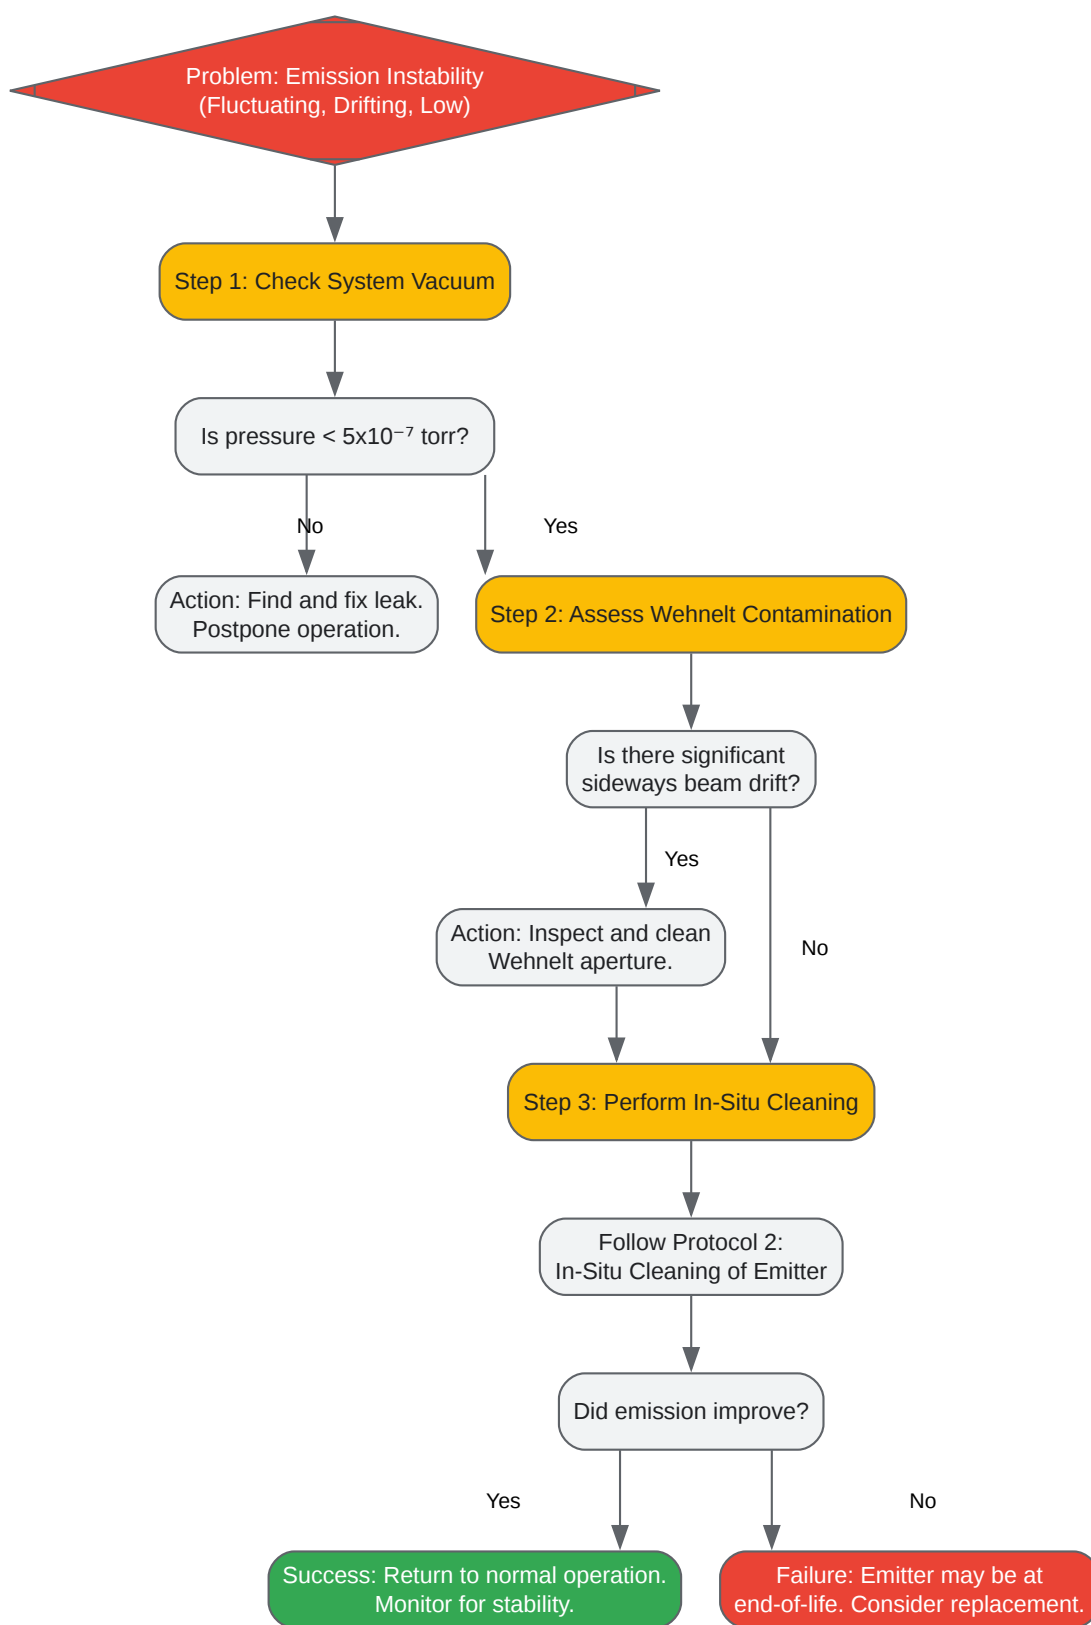 Problem: Emission Instability
(Fluctuating, Drifting, Low)
Step 1: Check System Vacuum
Is pressure < 5x10⁻⁷ torr?
No
Yes
Action: Find and fix leak.
Postpone operation.
Step 2: Assess Wehnelt Contamination
Is there significant
sideways beam drift?
Yes
Action: Inspect and clean
Wehnelt aperture.
No
Step 3: Perform In-Situ Cleaning
Follow Protocol 2:
In-Situ Cleaning of Emitter
Did emission improve?
Yes
No
Success: Return to normal operation.
Monitor for stability.
Failure: Emitter may be at
end-of-life. Consider replacement.